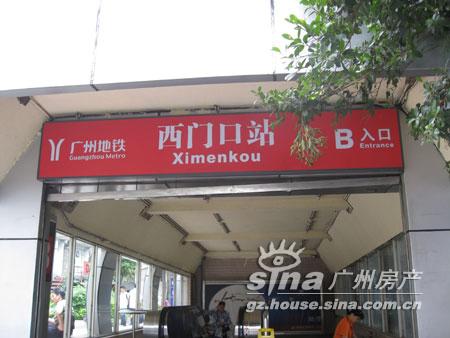 广州地铁
Guangzhou Metro
西门口站
Ximenkou
B 入口
Entrance
sina 广州房产
gz.house.sina.com.cn